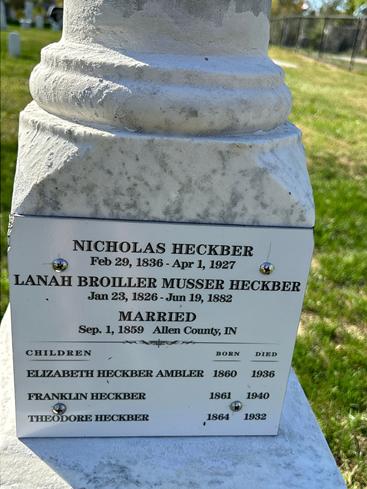 NICHOLAS HECKBER
Feb 29, 1836 - Apr 1, 1927
LANAH BROILLER MUSSER HECKBER
Jan 23, 1826 - Jun 19, 1882
MARRIED
Sep. 1, 1859 Allen County, IN
CHILDREN BORN DIED
ELIZABETH HECKBER AMBLER 1860 1936
FRANKLIN HECKBER 1861 1940
THEODORE HECKBER 1864 1932